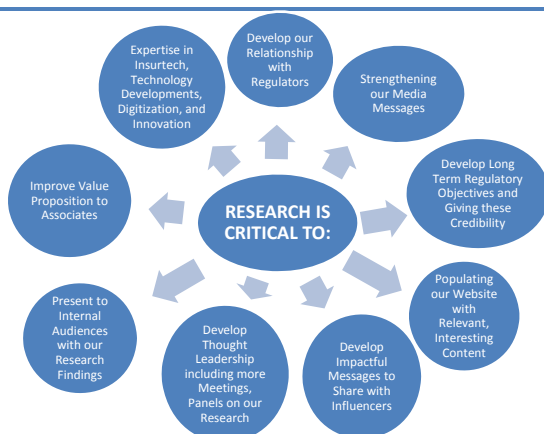 Develop our
Relationship
with
Regulators
Strengthening
our Media
Messages
Develop Long
Term Regulatory
Objectives and
Giving these
Credibility
Populating
our Website
with
Relevant,
Interesting
Content
Develop
Impactful
Messages to
Share with
Influencers
Develop
Thought
Leadership
including more
Meetings,
Panels on our
Research
Present to
Internal
Audiences
with our
Research
Findings
Improve Value
Proposition to
Associates
Expertise in
Insurtech,
Technology
Developments,
Digitization, and
Innovation
RESEARCH IS
CRITICAL TO: